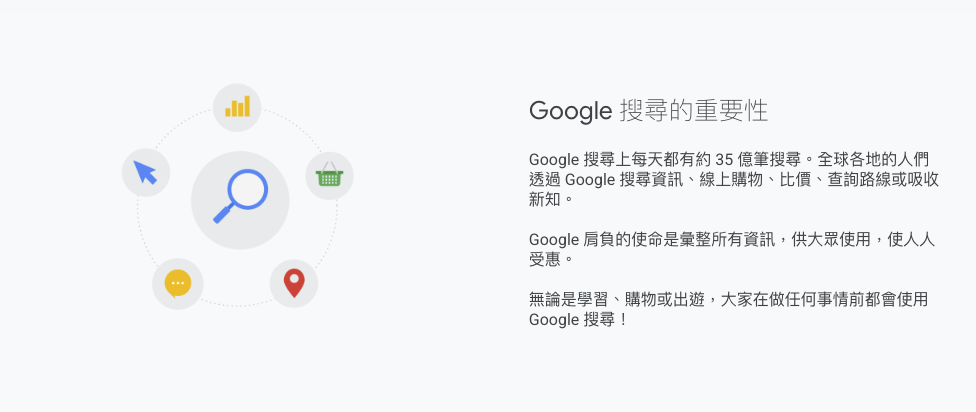 Google 搜尋的重要性
Google 搜尋上每天都有約 35 億筆搜尋。全球各地的人們
透過 Google 搜尋資訊、線上購物、比價、查詢路線或吸收
新知。
Google 肩負的使命是彙整所有資訊，供大眾使用，使人人
受惠。
無論是學習、購物或出遊，大家在做任何事情前都會使用
Google 搜尋！